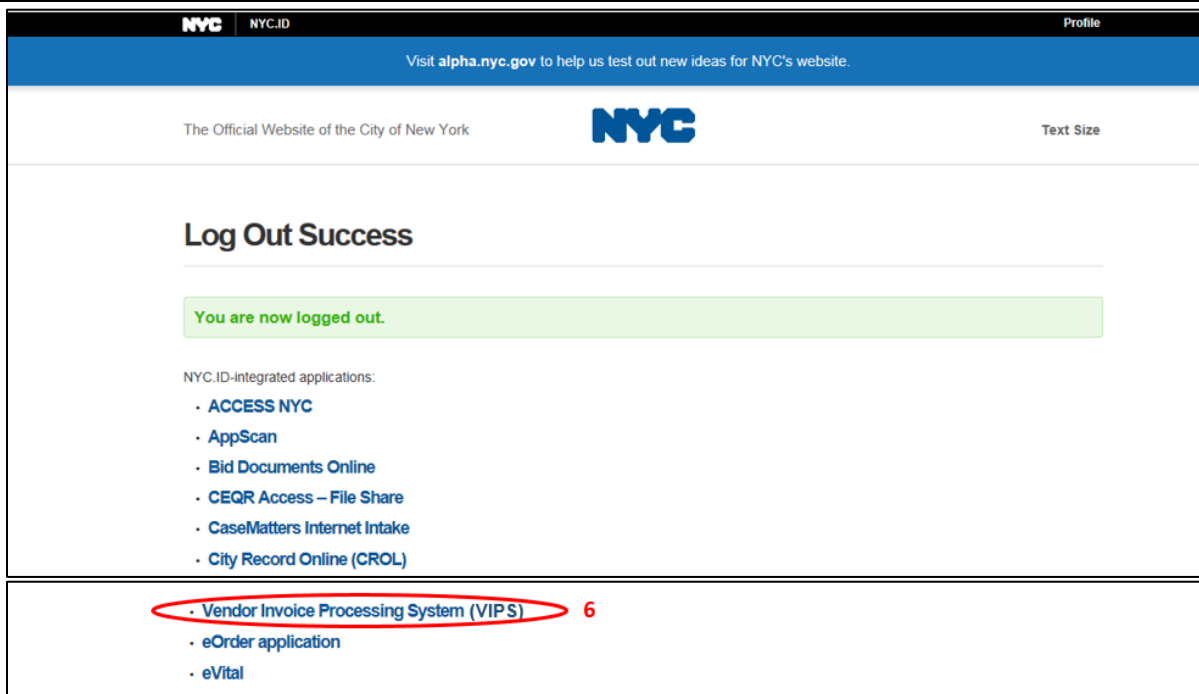 NYC NYC.ID Profile
Visit alpha.nyc.gov to help us test out new ideas for NYC's website.
The Official Website of the City of New York NYC Text Size
Log Out Success
You are now logged out.
NYC.ID-integrated applications:
• ACCESS NYC
• AppScan
• Bid Documents Online
• CEQR Access – File Share
• CaseMatters Internet Intake
• City Record Online (CROL)
• Vendor Invoice Processing System (VIPS) 6
• eOrder application
• eVital